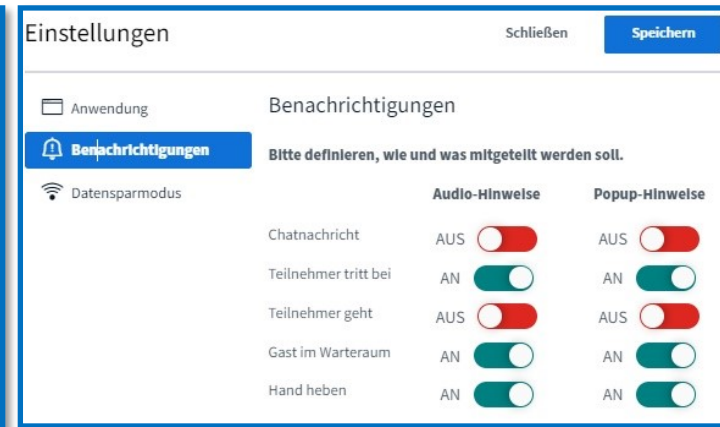 Einstellungen Schließen Speichern
Anwendung Benachrichtigungen
Benachrichtigungen Bitte definieren, wie und was mitgeteilt werden soll.
Datensparmodus
Audio-Hinweise Popup-Hinweise
Chatnachricht AUS AUS
Teilnehmer tritt bei AN AN
Teilnehmer geht AUS AUS
Gast im Warteraum AN AN
Hand heben AN AN